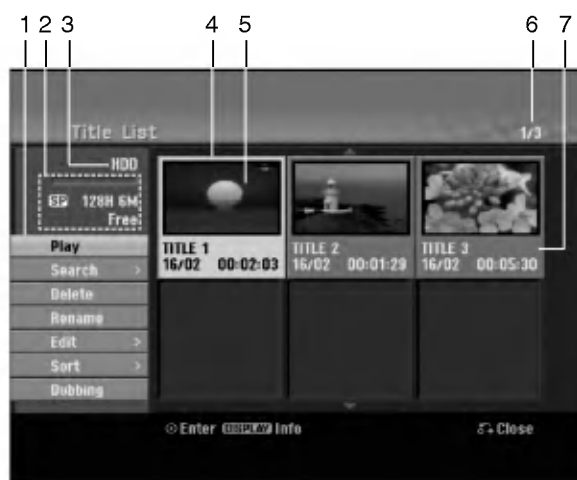 1 2 3 4 5 6 7
Title List
1/3
HDD
SP 128H 6M
Free
Play
Search >
Delete
Rename
Edit >
Sort >
Dubbing
TITLE 1
16/02 00:02:03
TITLE 2
16/02 00:01:29
TITLE 3
16/02 00:05:30
Enter DISPLAY Info
Close